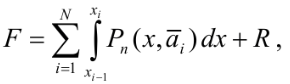 F = \sum_{i=1}^{N} \int_{x_{i-1}}^{x_i} P_n(x, \overline{a}_i) dx + R ,